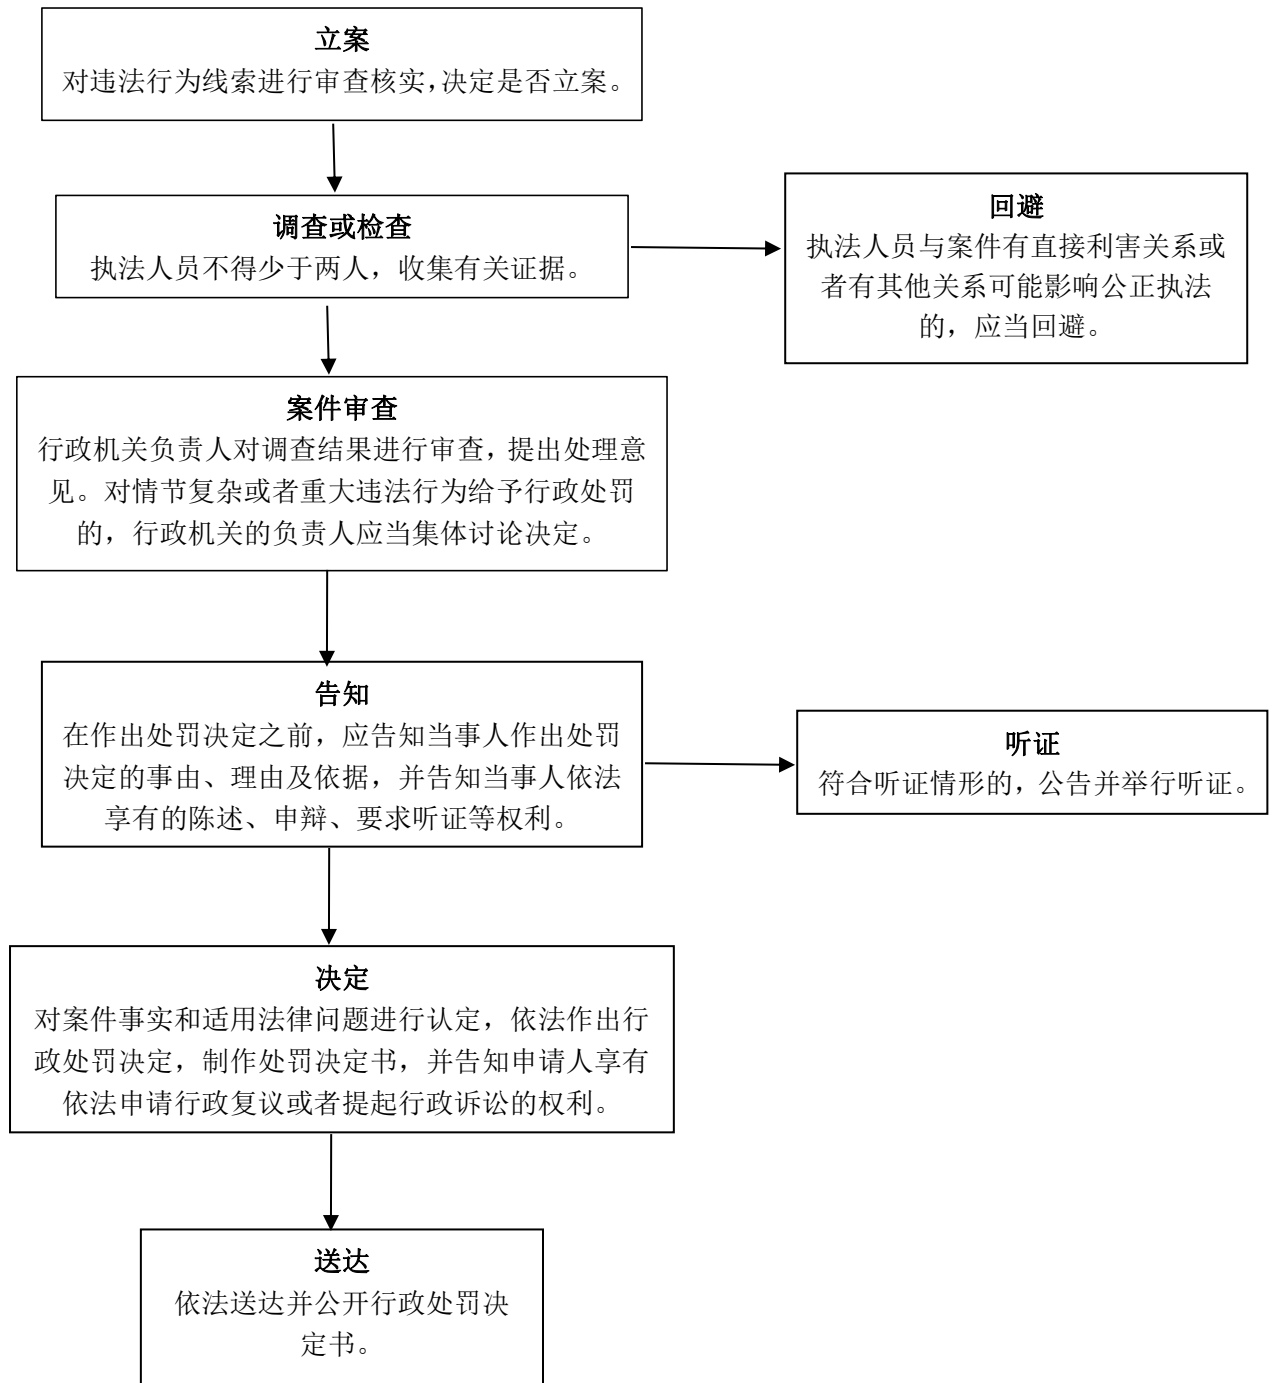 立案
对违法行为线索进行审查核实,决定是否立案。
调查或检查
执法人员不得少于两人，收集有关证据。
回避
执法人员与案件有直接利害关系或
者有其他关系可能影响公正执法
的，应当回避。
案件审查
行政机关负责人对调查结果进行审查,提出处理意
见。对情节复杂或者重大违法行为给予行政处罚
的，行政机关的负责人应当集体讨论决定。
告知
在作出处罚决定之前，应告知当事人作出处罚
决定的事由、理由及依据，并告知当事人依法
享有的陈述、申辩、要求听证等权利。
听证
符合听证情形的,公告并举行听证。
决定
对案件事实和适用法律问题进行认定，依法作出行
政处罚决定，制作处罚决定书，并告知申请人享有
依法申请行政复议或者提起行政诉讼的权利。
送达
依法送达并公开行政处罚决
定书。